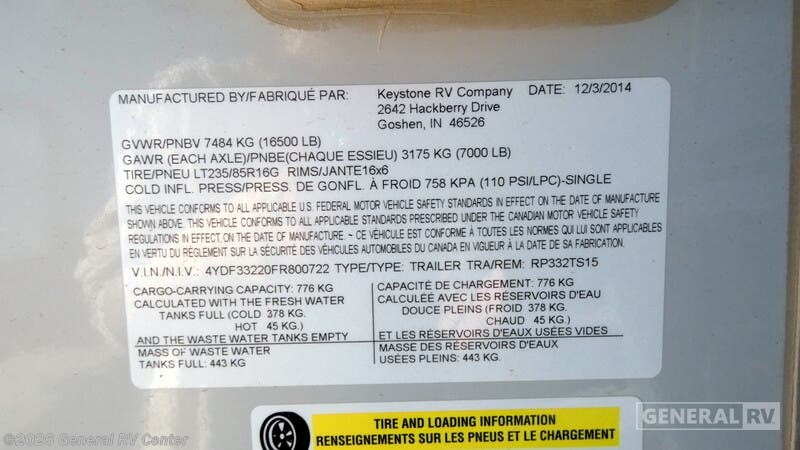 MANUFACTURED BY/FABRIQUÉ PAR: Keystone RV Company DATE: 12/3/2014
2642 Hackberry Drive
Goshen, IN 46526
GVWR/PNBV 7484 KG (16500 LB)
GAWR (EACH AXLE)/PNBE(CHAQUE ESSIEU) 3175 KG (7000 LB)
TIRE/PNEU LT235/85R16G RIMS/JANTE16x6
COLD INFL. PRESS/PRESS. DE GONFL. À FROID 758 KPA (110 PSI/LPC)-SINGLE
THIS VEHICLE CONFORMS TO ALL APPLICABLE U.S. FEDERAL MOTOR VEHICLE SAFETY STANDARDS IN EFFECT ON THE DATE OF MANUFACTURE
SHOWN ABOVE. THIS VEHICLE CONFORMS TO ALL APPLICABLE STANDARDS PRESCRIBED UNDER THE CANADIAN MOTOR VEHICLE SAFETY
REGULATIONS IN EFFECT ON THE DATE OF MANUFACTURE.~ CE VÉHICULE EST CONFORME À TOUTES LES NORMES QUI LUI SONT APPLICABLES
EN VERTU DU RÈGLEMENT SUR LA SÉCURITÉ DES VÉHICULES AUTOMOBILES DU CANADA EN VIGUEUR À LA DATE DE SA FABRICATION.
V.I.N./N.I.V.: 4YDF33220FR800722 TYPE/TYPE: TRAILER TRA/REM: RP332TS15
CARGO-CARRYING CAPACITY: 776 KG
CALCULATED WITH THE FRESH WATER
TANKS FULL (COLD 378 KG.
HOT 45 KG.)
AND THE WASTE WATER TANKS EMPTY
MASS OF WASTE WATER
TANKS FULL: 443 KG
CAPACITÉ DE CHARGEMENT: 776 KG
CALCULÉE AVEC LES RÉSERVOIRS D'EAU
DOUCE PLEINS (FROID 378 KG.
CHAUD 45 KG.)
ET LES RÉSERVOIRS D'EAUX USÉES VIDES
MASSE DES RÉSERVOIRS D'EAUX
USÉES PLEINS: 443 KG.
TIRE AND LOADING INFORMATION
RENSEIGNEMENTS SUR LES PNEUS ET LE CHARGEMENT
GENERAL RV
©2026 General RV Center